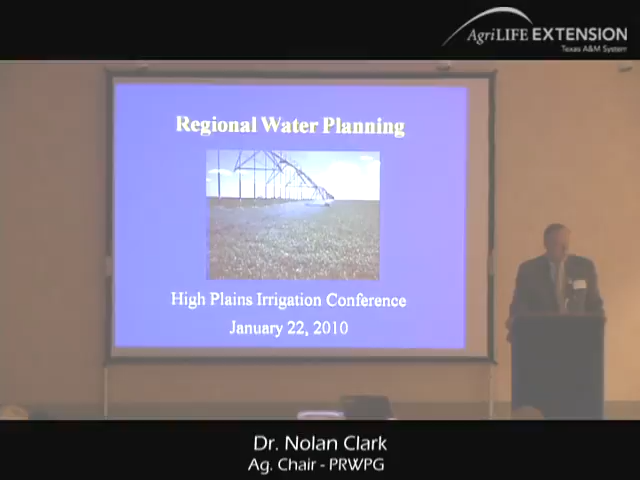 AgriLIFE EXTENSION
Texas A&M System
Regional Water Planning
High Plains Irrigation Conference
January 22, 2010
Dr. Nolan Clark
Ag. Chair - PRWPG